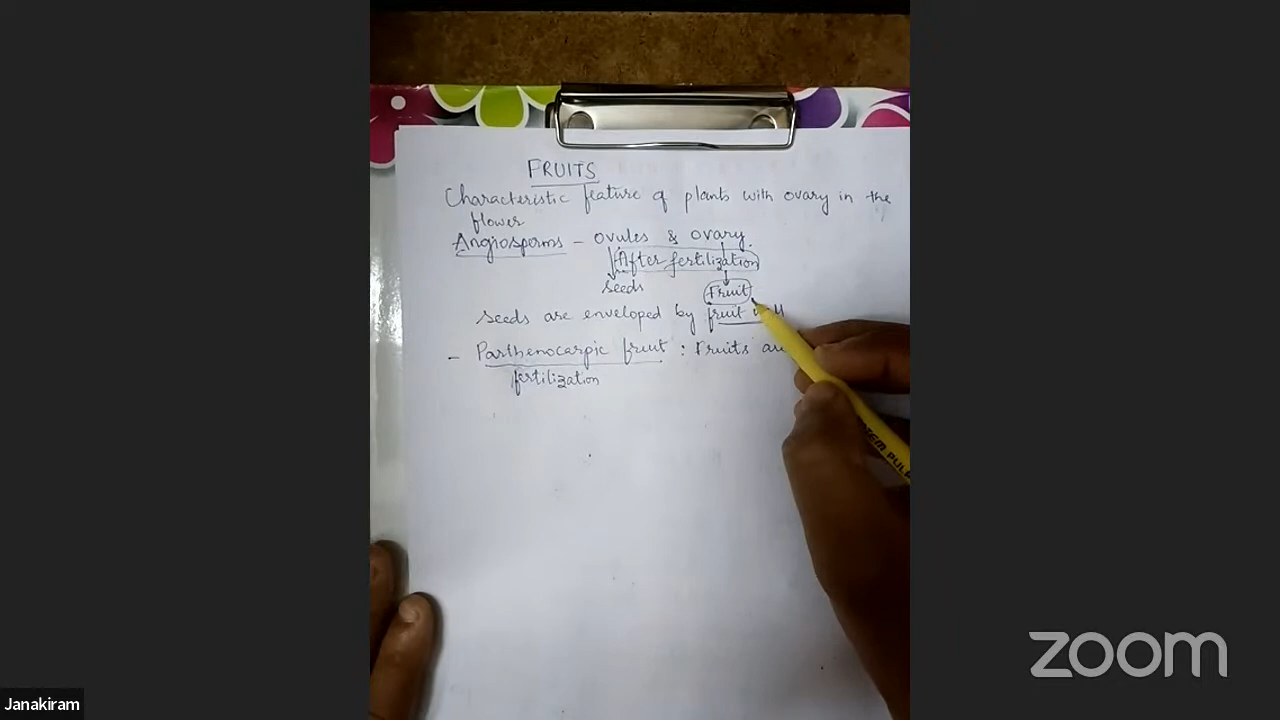 FRUITS
Characteristic feature of plants with ovary in the
flower
Angiosperms - ovules & ovary.
After fertilization
seeds
Fruit
seeds are enveloped by fruit
- Parthenocarpic fruit : Fruits
fertilization
zoom
Janakiram